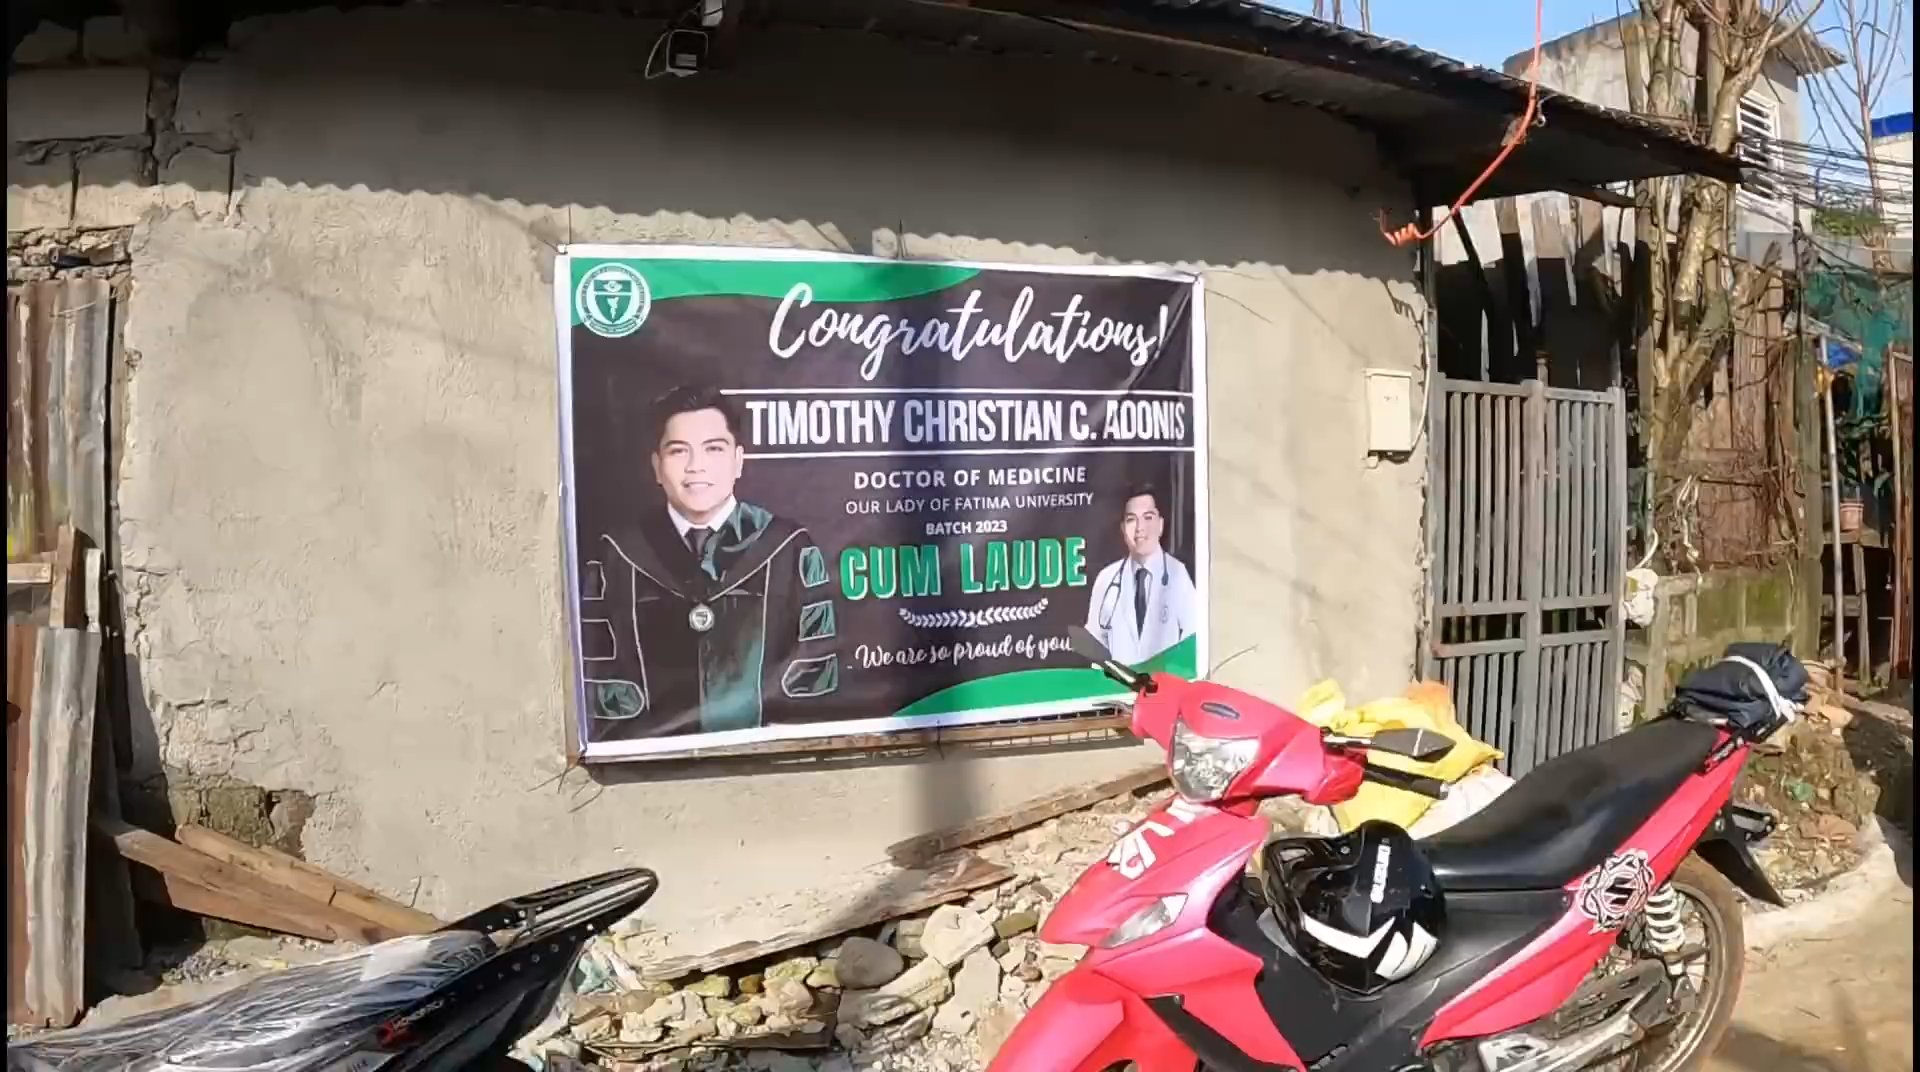 Congratulations!
TIMOTHY CHRISTIAN C. ADONIS
DOCTOR OF MEDICINE
OUR LADY OF FATIMA UNIVERSITY
BATCH 2023
CUM LAUDE
We are so proud of you